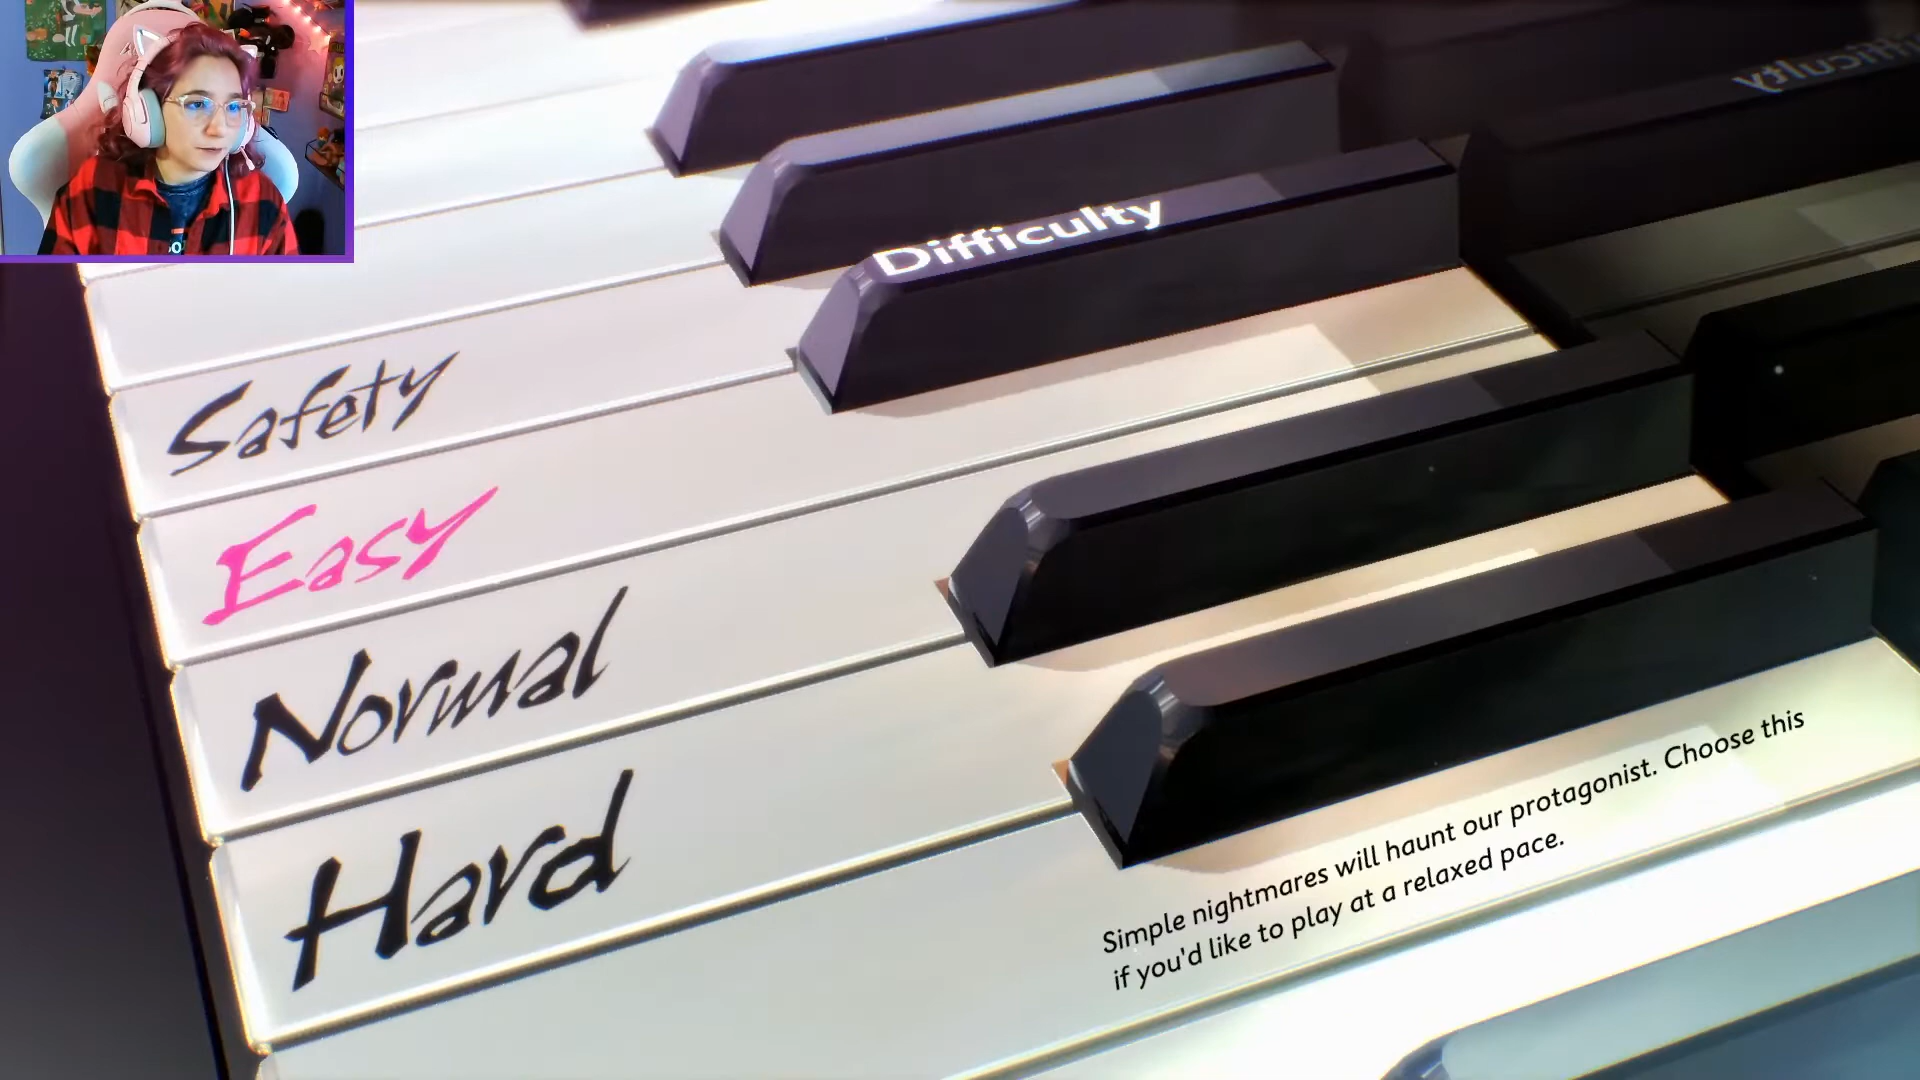 Difficulty
Difficulty
Safety
Easy
Normal
Hard
Simple nightmares will haunt our protagonist. Choose this
if you'd like to play at a relaxed pace.